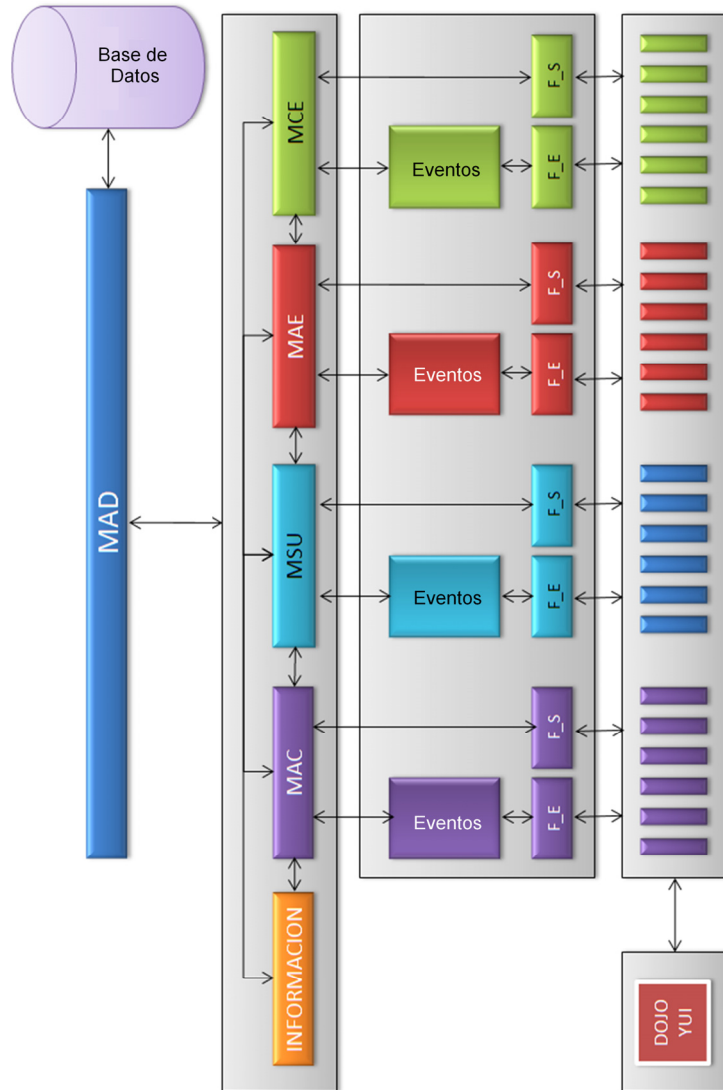 Base de
Datos
MAD
MCE
MAE
MSU
MAC
INFORMACION
Eventos
F_S
F_E
Eventos
F_S
F_E
Eventos
F_S
F_E
Eventos
F_S
F_E
DOJO
YUI